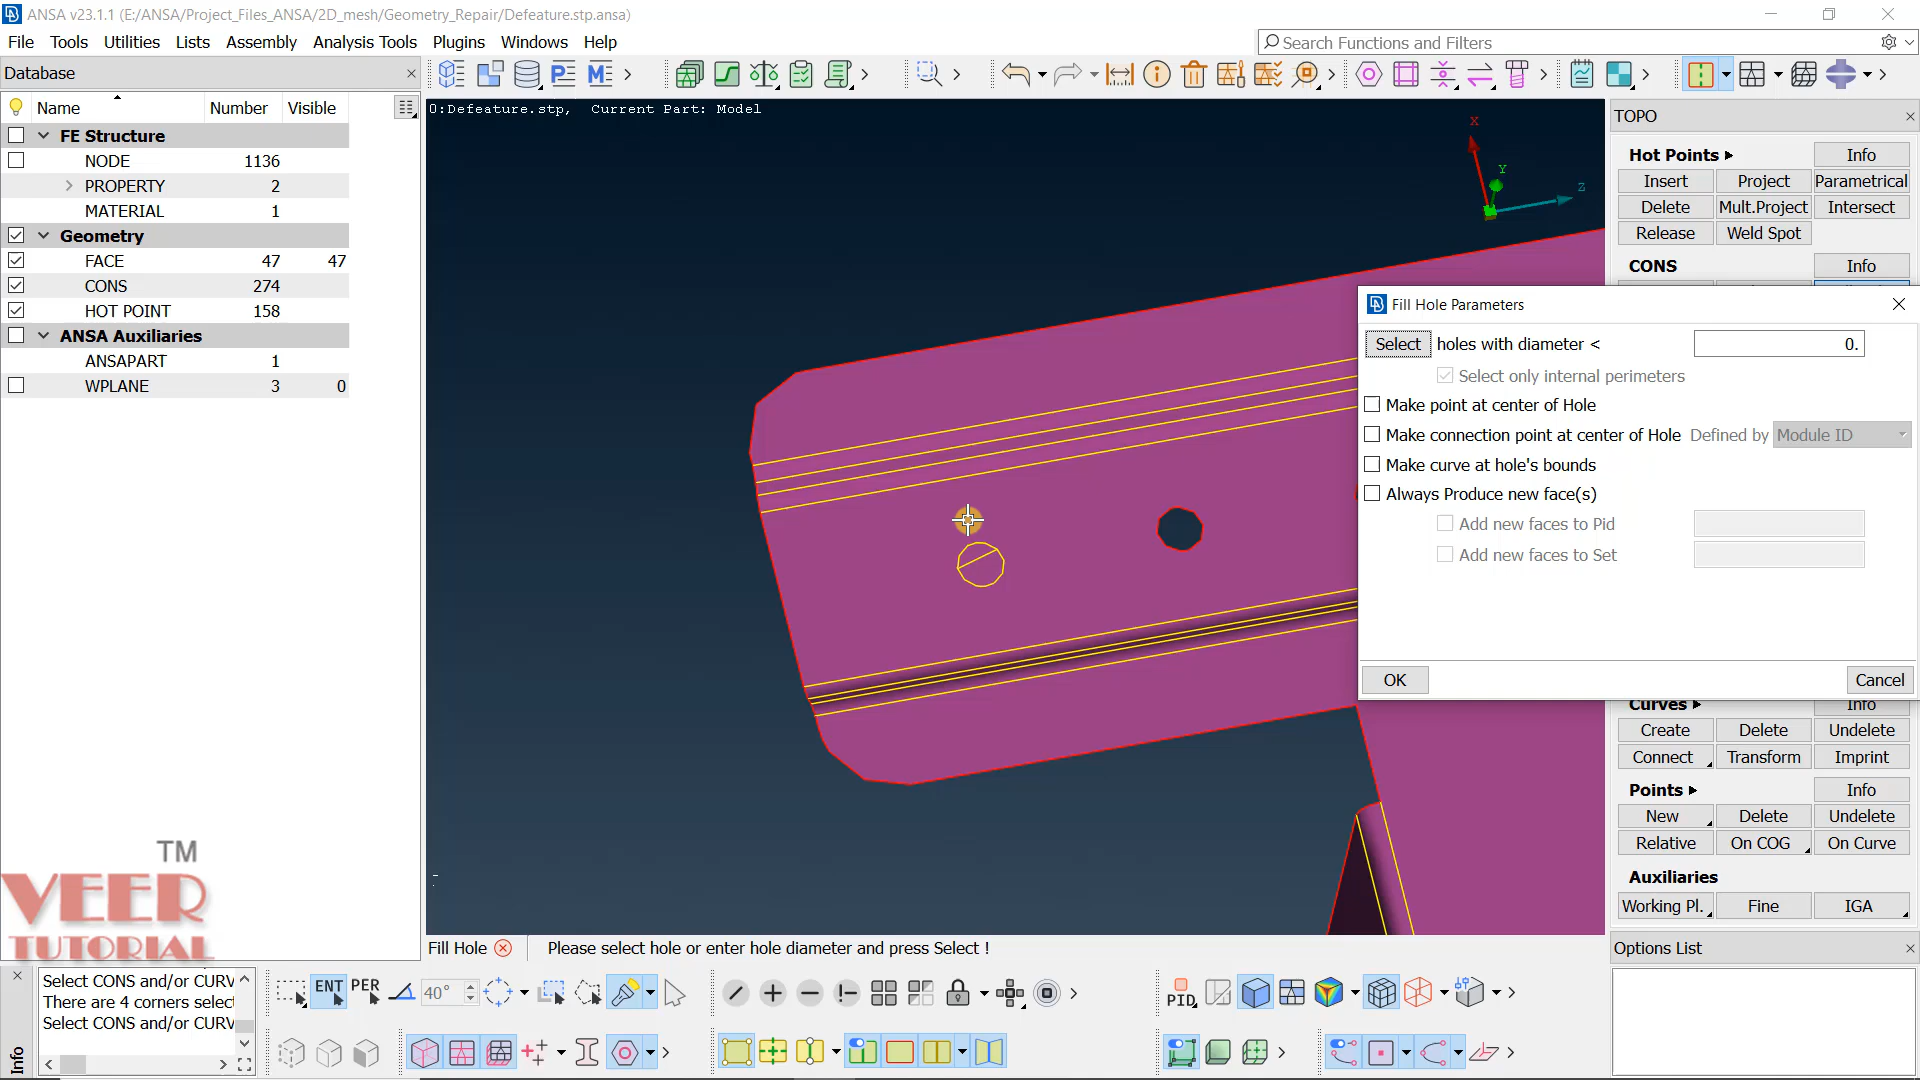 ANSA v23.1.1 (E:/ANSA/Project_Files_ANSA/2D_mesh/Geometry_Repair/Defeature.stp.ansa)
File Tools Utilities Lists Assembly Analysis Tools Plugins Windows Help
Search Functions and Filters
Database
Name Number Visible
FE Structure
NODE 1136
PROPERTY 2
MATERIAL 1
Geometry
FACE 47 47
CONS 274
HOT POINT 158
ANSA Auxiliaries
ANSAPART 1
WPLANE 3 0
0:Defeature.stp, Current Part: Model
X
Y
Z
TOPO
Hot Points Info
Insert Project Parametrical
Delete Mult.Project Intersect
Release Weld Spot
CONS Info
Fill Hole Parameters
Select holes with diameter < 0.
Select only internal perimeters
Make point at center of Hole
Make connection point at center of Hole Defined by Module ID
Make curve at hole's bounds
Always Produce new face(s)
Add new faces to Pid
Add new faces to Set
OK Cancel
Curves Info
Create Delete Undelete
Connect Transform Imprint
Points Info
New Delete Undelete
Relative On COG On Curve
Auxiliaries
Working Pl. Fine IGA
TM
VEER
TUTORIAL
Fill Hole Please select hole or enter hole diameter and press Select !
Options List
Info
Select CONS and/or CURV
There are 4 corners select
Select CONS and/or CURV
ENT PER 40°
PID